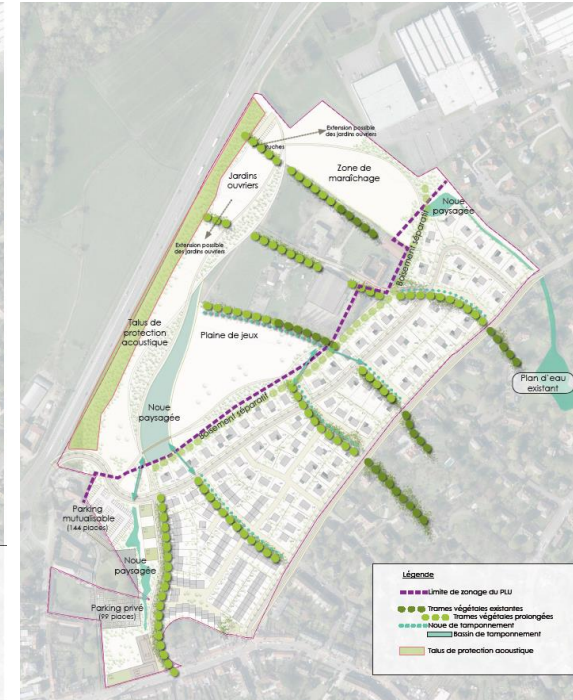 Extension possible
des jardins ouvriers
ruches
Jardins
ouvriers
Zone de
maraîchage
Noue
paysagée
Boisement séparatif
Extension possible
des jardins ouvriers
Talus de
protection
acoustique
Plaine de jeux
Plan d'eau
existant
Noue
paysagée
Boisement séparatif
Parking
mutualisable
(144 places)
Noue
paysagée
Parking privé
(99 places)
Légende
Limite de zonage du PLU
Trames végétales existantes
Trames végétales prolongées
Noue de tamponnement
Bassin de tamponnement
Talus de protection acoustique